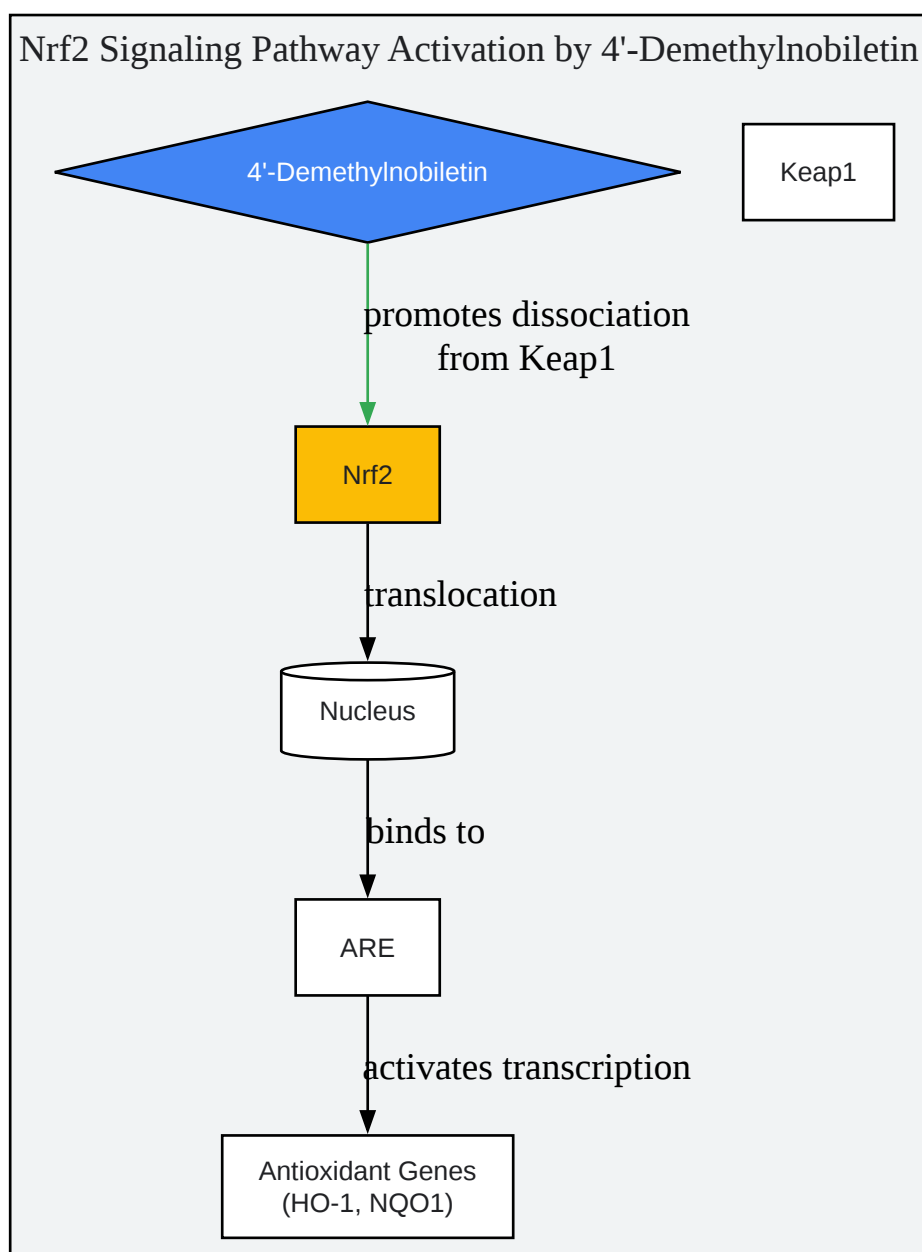 Nrf2 Signaling Pathway Activation by 4'-Demethylnobiletin
4'-Demethylnobiletin
Keap1
promotes dissociation
from Keap1
Nrf2
translocation
Nucleus
binds to
ARE
activates transcription
Antioxidant Genes
(HO-1, NQO1)